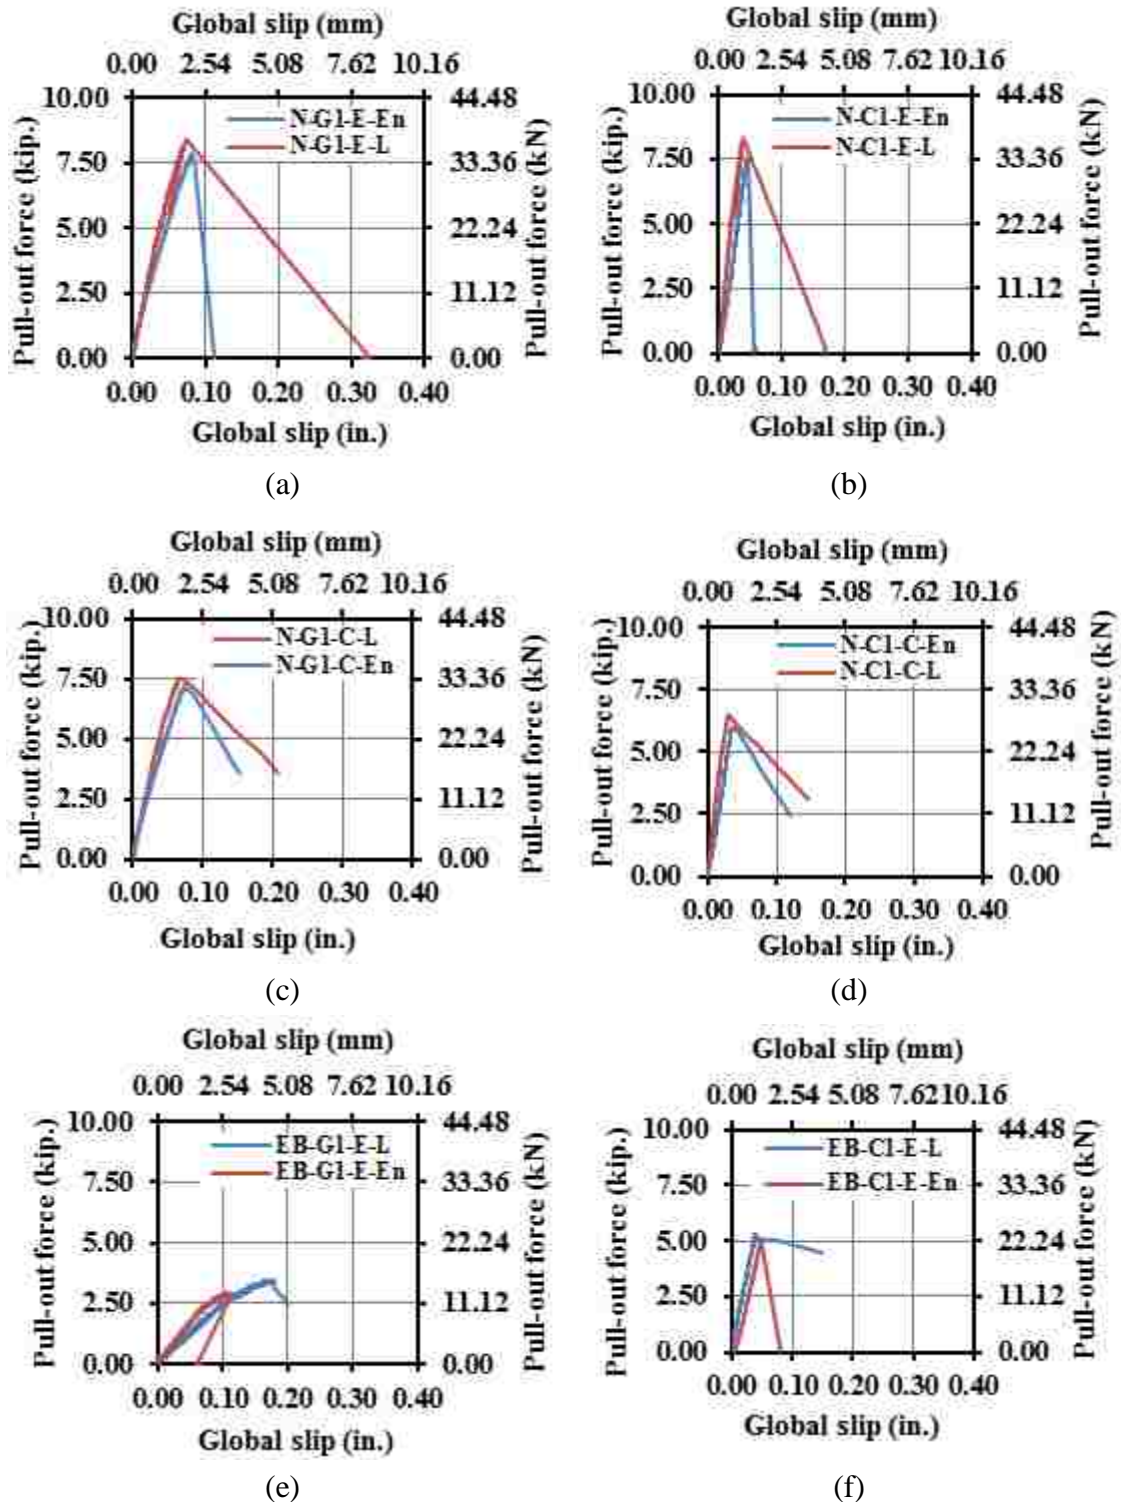 Global slip (mm)
0.00 2.54 5.08 7.62 10.16
10.00 44.48
7.50 33.36
5.00 22.24
2.50 11.12
0.00 0.00
0.00 0.10 0.20 0.30 0.40
Pull-out force (kip.)
Pull-out force (kN)
N-G1-E-En
N-G1-E-L
Global slip (in.)
(a)
Global slip (mm)
0.00 2.54 5.08 7.62 10.16
10.00 44.48
7.50 33.36
5.00 22.24
2.50 11.12
0.00 0.00
0.00 0.10 0.20 0.30 0.40
Pull-out force (kip.)
Pull-out force (kN)
N-C1-E-En
N-C1-E-L
Global slip (in.)
(b)
Global slip (mm)
0.00 2.54 5.08 7.62 10.16
10.00 44.48
7.50 33.36
5.00 22.24
2.50 11.12
0.00 0.00
0.00 0.10 0.20 0.30 0.40
Pull-out force (kip.)
Pull-out force (kN)
N-G1-C-L
N-G1-C-En
Global slip (in.)
(c)
Global slip (mm)
0.00 2.54 5.08 7.62 10.16
10.00 44.48
7.50 33.36
5.00 22.24
2.50 11.12
0.00 0.00
0.00 0.10 0.20 0.30 0.40
Pull-out force (kip.)
Pull-out force (kN)
N-C1-C-En
N-C1-C-L
Global slip (in.)
(d)
Global slip (mm)
0.00 2.54 5.08 7.62 10.16
10.00 44.48
7.50 33.36
5.00 22.24
2.50 11.12
0.00 0.00
0.00 0.10 0.20 0.30 0.40
Pull-out force (kip.)
Pull-out force (kN)
EB-G1-E-L
EB-G1-E-En
Global slip (in.)
(e)
Global slip (mm)
0.00 2.54 5.08 7.62 10.16
10.00 44.48
7.50 33.36
5.00 22.24
2.50 11.12
0.00 0.00
0.00 0.10 0.20 0.30 0.40
Pull-out force (kip.)
Pull-out force (kN)
EB-C1-E-L
EB-C1-E-En
Global slip (in.)
(f)